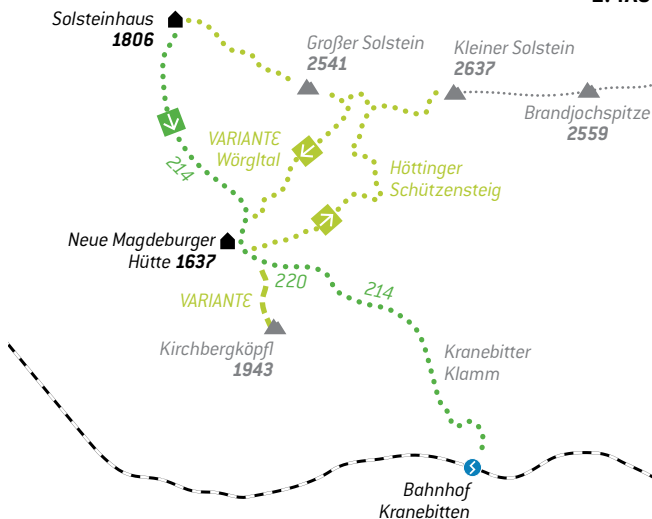 Solsteinhaus
1806
Großer Solstein
2541
Kleiner Solstein
2637
Brandjochspitze
2559
VARIANTE
Wörgltal
214
Höttinger
Schützensteig
Neue Magdeburger
Hütte 1637
220
214
VARIANTE
Kirchbergköpfl
1943
Kranebitter
Klamm
Bahnhof
Kranebitten